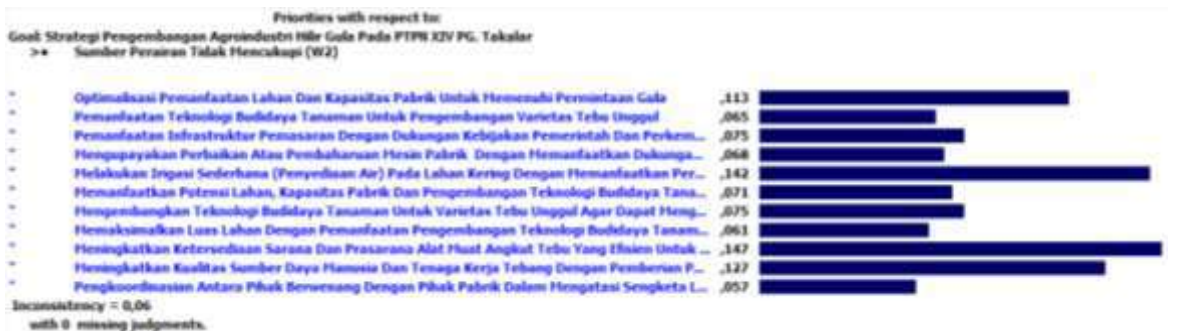 Priorities with respect to:
Goal: Strategi Pengembangan Agroindustri Hilir Gula Pada PTPN XIV PG. Takalar
>• Sumber Perairan Tidak Mencukupi (W2)
Optimalisasi Pemanfaatan Lahan Dan Kapasitas Pabrik Untuk Memenuhi Permintaan Gula ,113
Pemanfaatan Teknologi Budidaya Tanaman Untuk Pengembangan Varietas Tebu Unggul ,065
Pemanfaatan Infrastruktur Pemasaran Dengan Dukungan Kebijakan Pemerintah Dan Perkem... ,075
Mengupayakan Perbaikan Atau Pembaharuan Mesin Pabrik Dengan Memanfaatkan Dukunga... ,068
Melakukan Irigasi Sederhana (Penyediaan Air) Pada Lahan Kering Dengan Memanfaatkan Per... ,142
Memanfaatkan Potensi Lahan, Kapasitas Pabrik Dan Pengembangan Teknologi Budidaya Tana... ,071
Mengembangkan Teknologi Budidaya Tanaman Untuk Varietas Tebu Unggul Agar Dapat Meng... ,075
Memaksimalkan Luas Lahan Dengan Pemanfaatan Pengembangan Teknologi Budidaya Tanam... ,061
Meningkatkan Ketersediaan Sarana Dan Prasarana Alat Muat Angkut Tebu Yang Efisien Untuk ... ,147
Meningkatkan Kualitas Sumber Daya Manusia Dan Tenaga Kerja Tebang Dengan Pemberian P... ,127
Pengkoordinasian Antara Pihak Berwenang Dengan Pihak Pabrik Dalam Mengatasi Sengketa L... ,057
Inconsistency = 0,06
with 0 missing judgments.